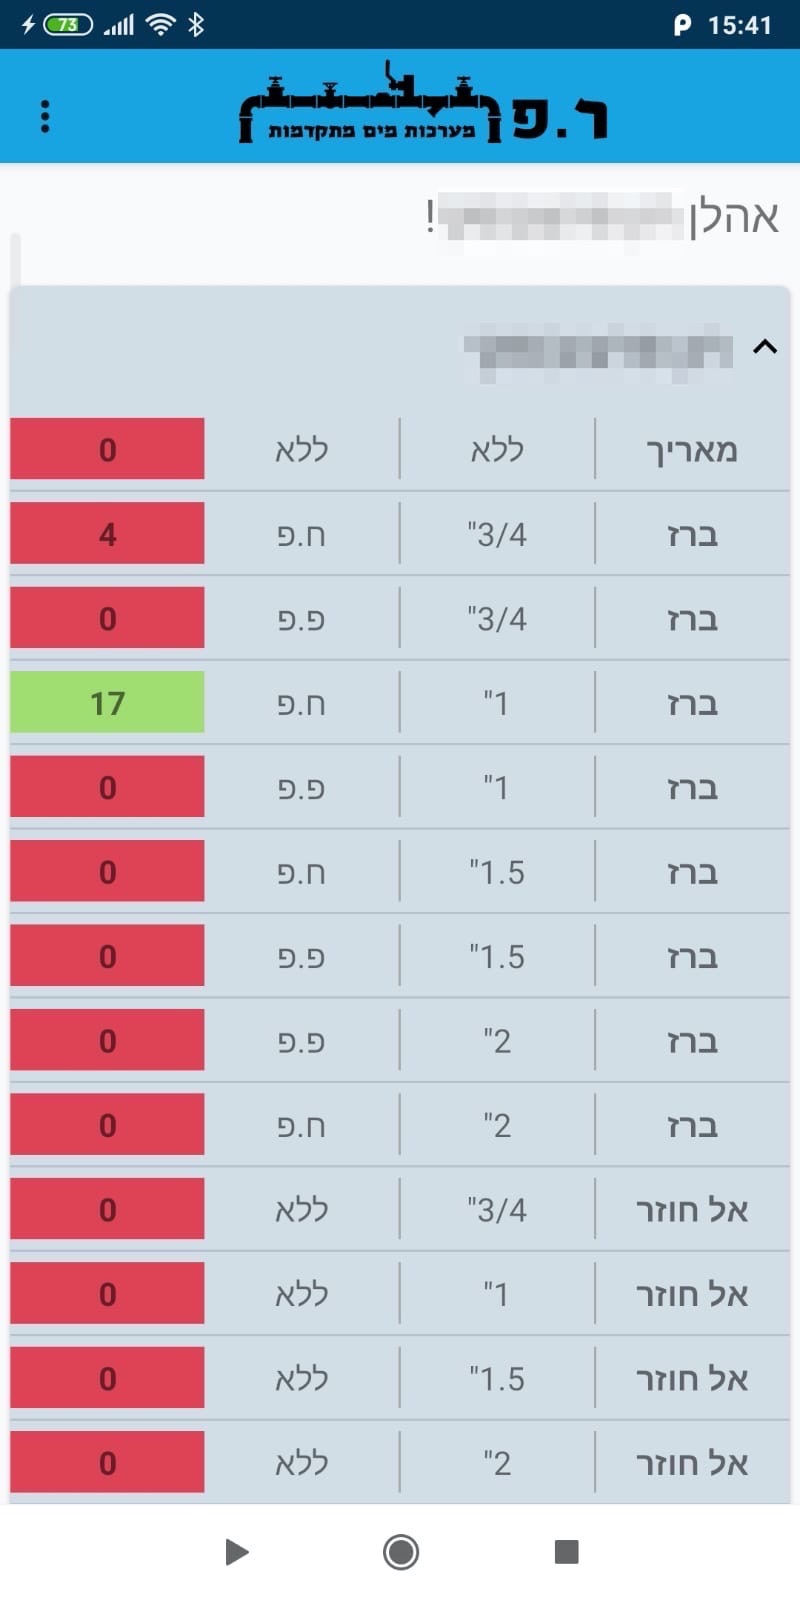 73
15:41
ר.פ
מערכות מים מתקדמות
אהלן !
מאריך ללא ללא 0
ברז 3/4" ח.פ 4
ברז 3/4" פ.פ 0
ברז 1" ח.פ 17
ברז 1" פ.פ 0
ברז 1.5" ח.פ 0
ברז 1.5" פ.פ 0
ברז 2" פ.פ 0
ברז 2" ח.פ 0
אל חוזר 3/4" ללא 0
אל חוזר 1" ללא 0
אל חוזר 1.5" ללא 0
אל חוזר 2" ללא 0